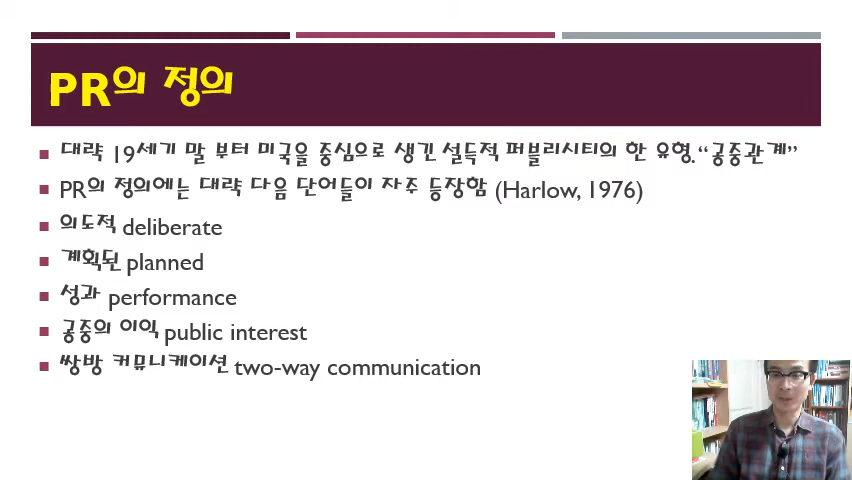 PR의 정의
대략 19세기 말 부터 미국을 중심으로 생긴 설득적 퍼블리시티의 한 유형.“공중관계”
PR의 정의에는 대략 다음 단어들이 자주 등장함 (Harlow, 1976)
의도적 deliberate
계획된 planned
성과 performance
공중의 이익 public interest
쌍방 커뮤니케이션 two-way communication